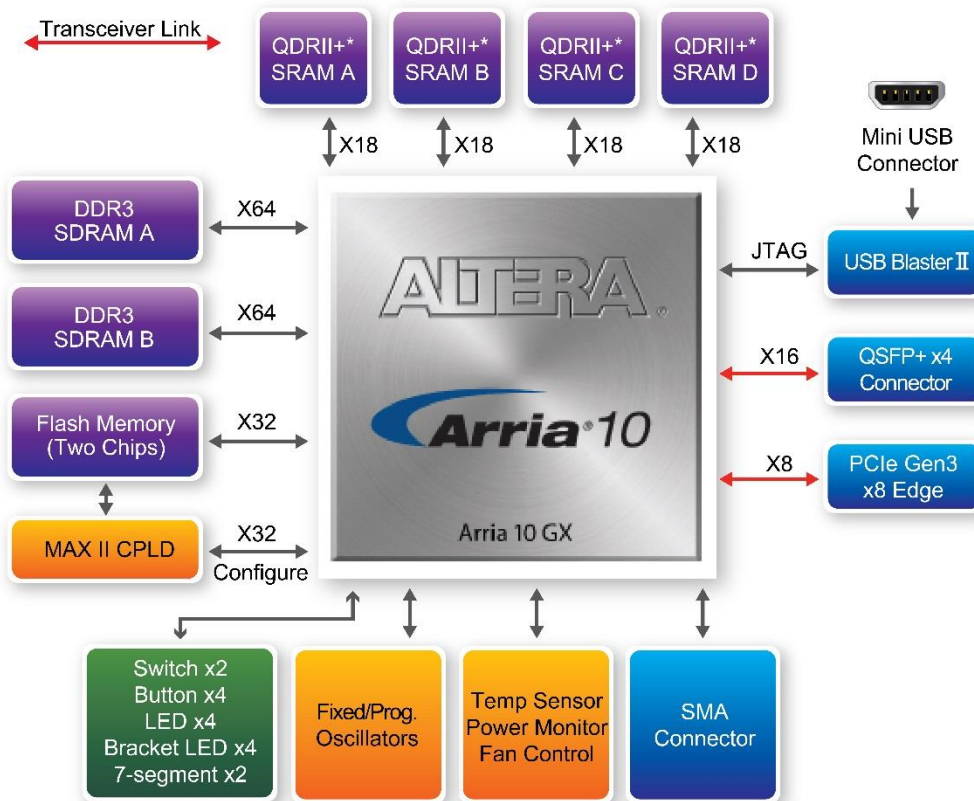 Transceiver Link
QDRII+*
SRAM A
QDRII+*
SRAM B
QDRII+*
SRAM C
QDRII+*
SRAM D
X18
X18
X18
X18
Mini USB
Connector
DDR3
SDRAM A
X64
JTAG
USB Blaster II
DDR3
SDRAM B
X64
ALTERA®
X16
QSFP+ x4
Connector
Flash Memory
(Two Chips)
X32
Arria® 10
X8
PCIe Gen3
x8 Edge
MAX II CPLD
X32
Configure
Arria 10 GX
Switch x2
Button x4
LED x4
Bracket LED x4
7-segment x2
Fixed/Prog.
Oscillators
Temp Sensor
Power Monitor
Fan Control
SMA
Connector